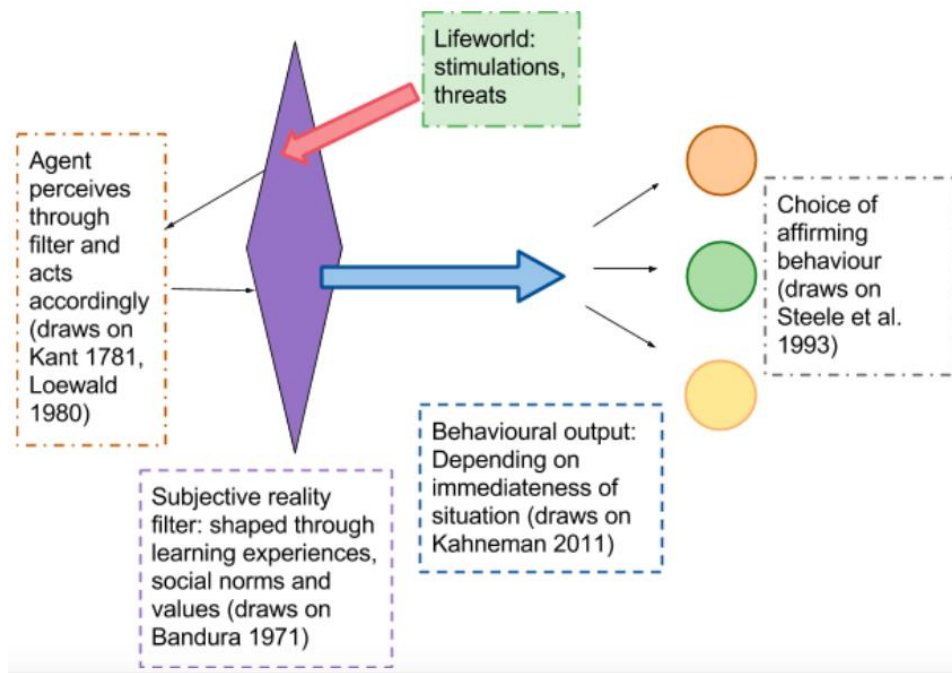 Lifeworld:
stimulations,
threats
Agent
perceives
through
filter and
acts
accordingly
(draws on
Kant 1781,
Loewald
1980)
Choice of
affirming
behaviour
(draws on
Steele et al.
1993)
Behavioural output:
Depending on
immediateness of
situation (draws on
Kahneman 2011)
Subjective reality
filter: shaped through
learning experiences,
social norms and
values (draws on
Bandura 1971)